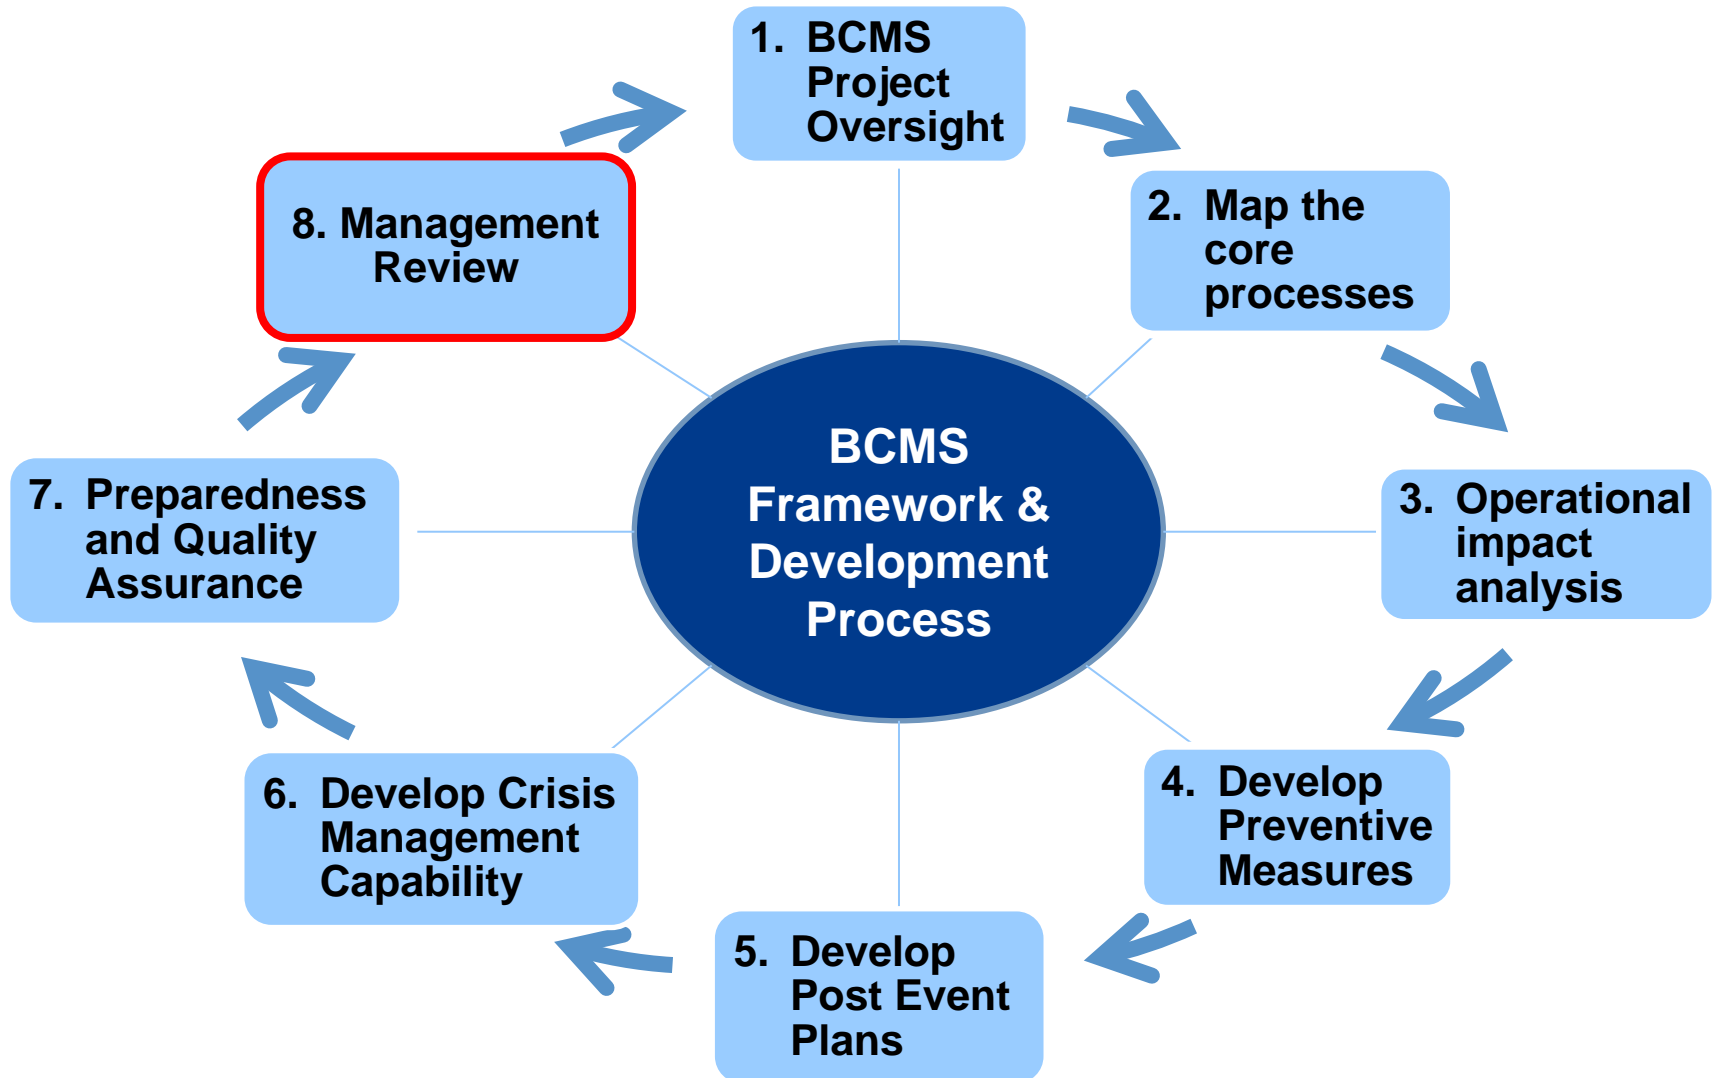 1. BCMS
Project
Oversight
2. Map the
core
processes
3. Operational
impact
analysis
4. Develop
Preventive
Measures
5. Develop
Post Event
Plans
6. Develop Crisis
Management
Capability
7. Preparedness
and Quality
Assurance
8. Management
Review
BCMS
Framework &
Development
Process